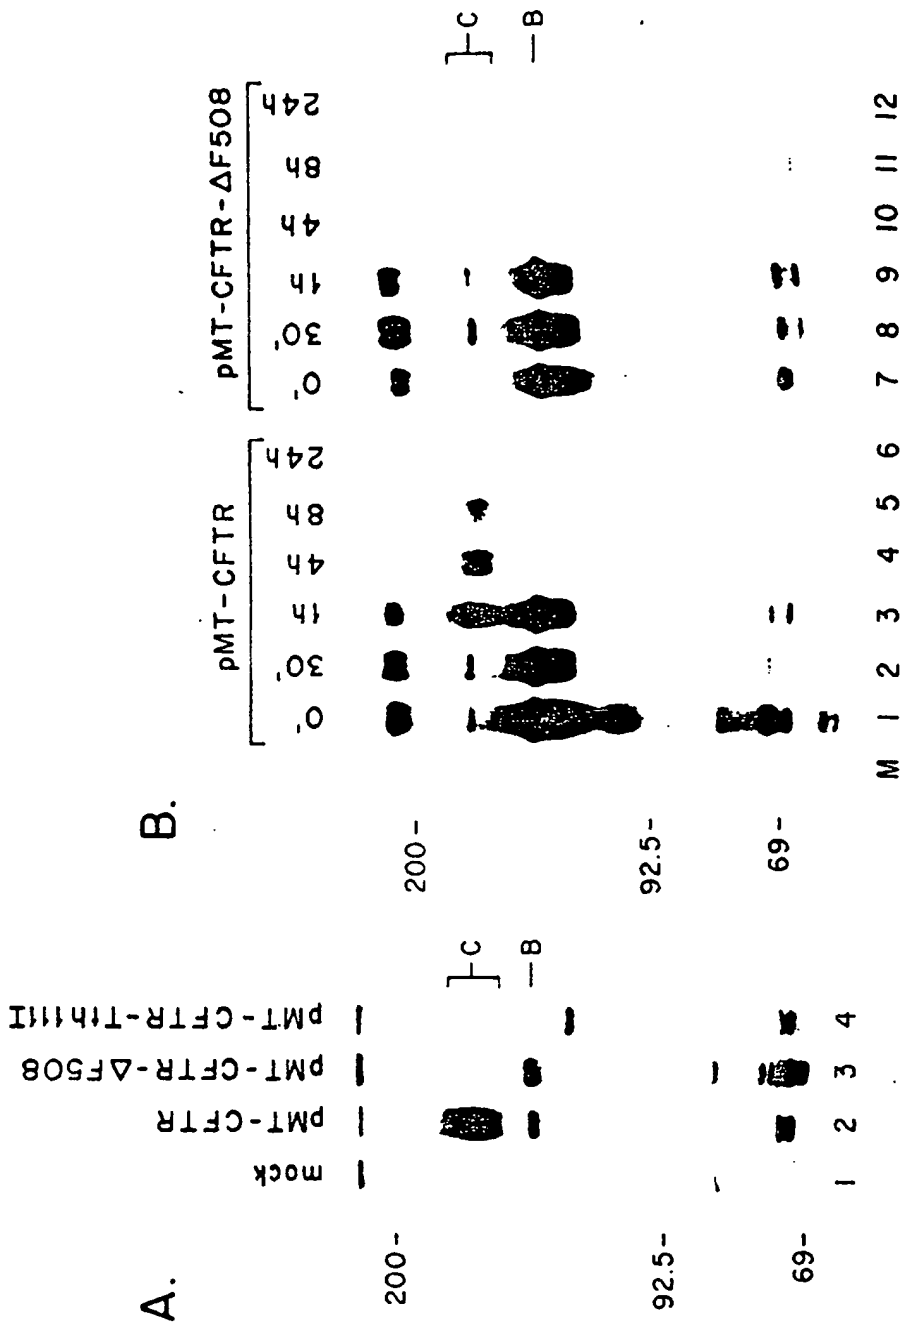 A.
mock
pMT-CFTR
pMT-CFTR-ΔF508
pMT-CFTR-Tth111I
200-
92.5-
69-
C
B
1 2 3 4
B.
pMT-CFTR
pMT-CFTR-ΔF508
0' 30' 1h 4h 8h 24h
0' 30' 1h 4h 8h 24h
200-
92.5-
69-
C
B
M 1 2 3 4 5 6 7 8 9 10 11 12